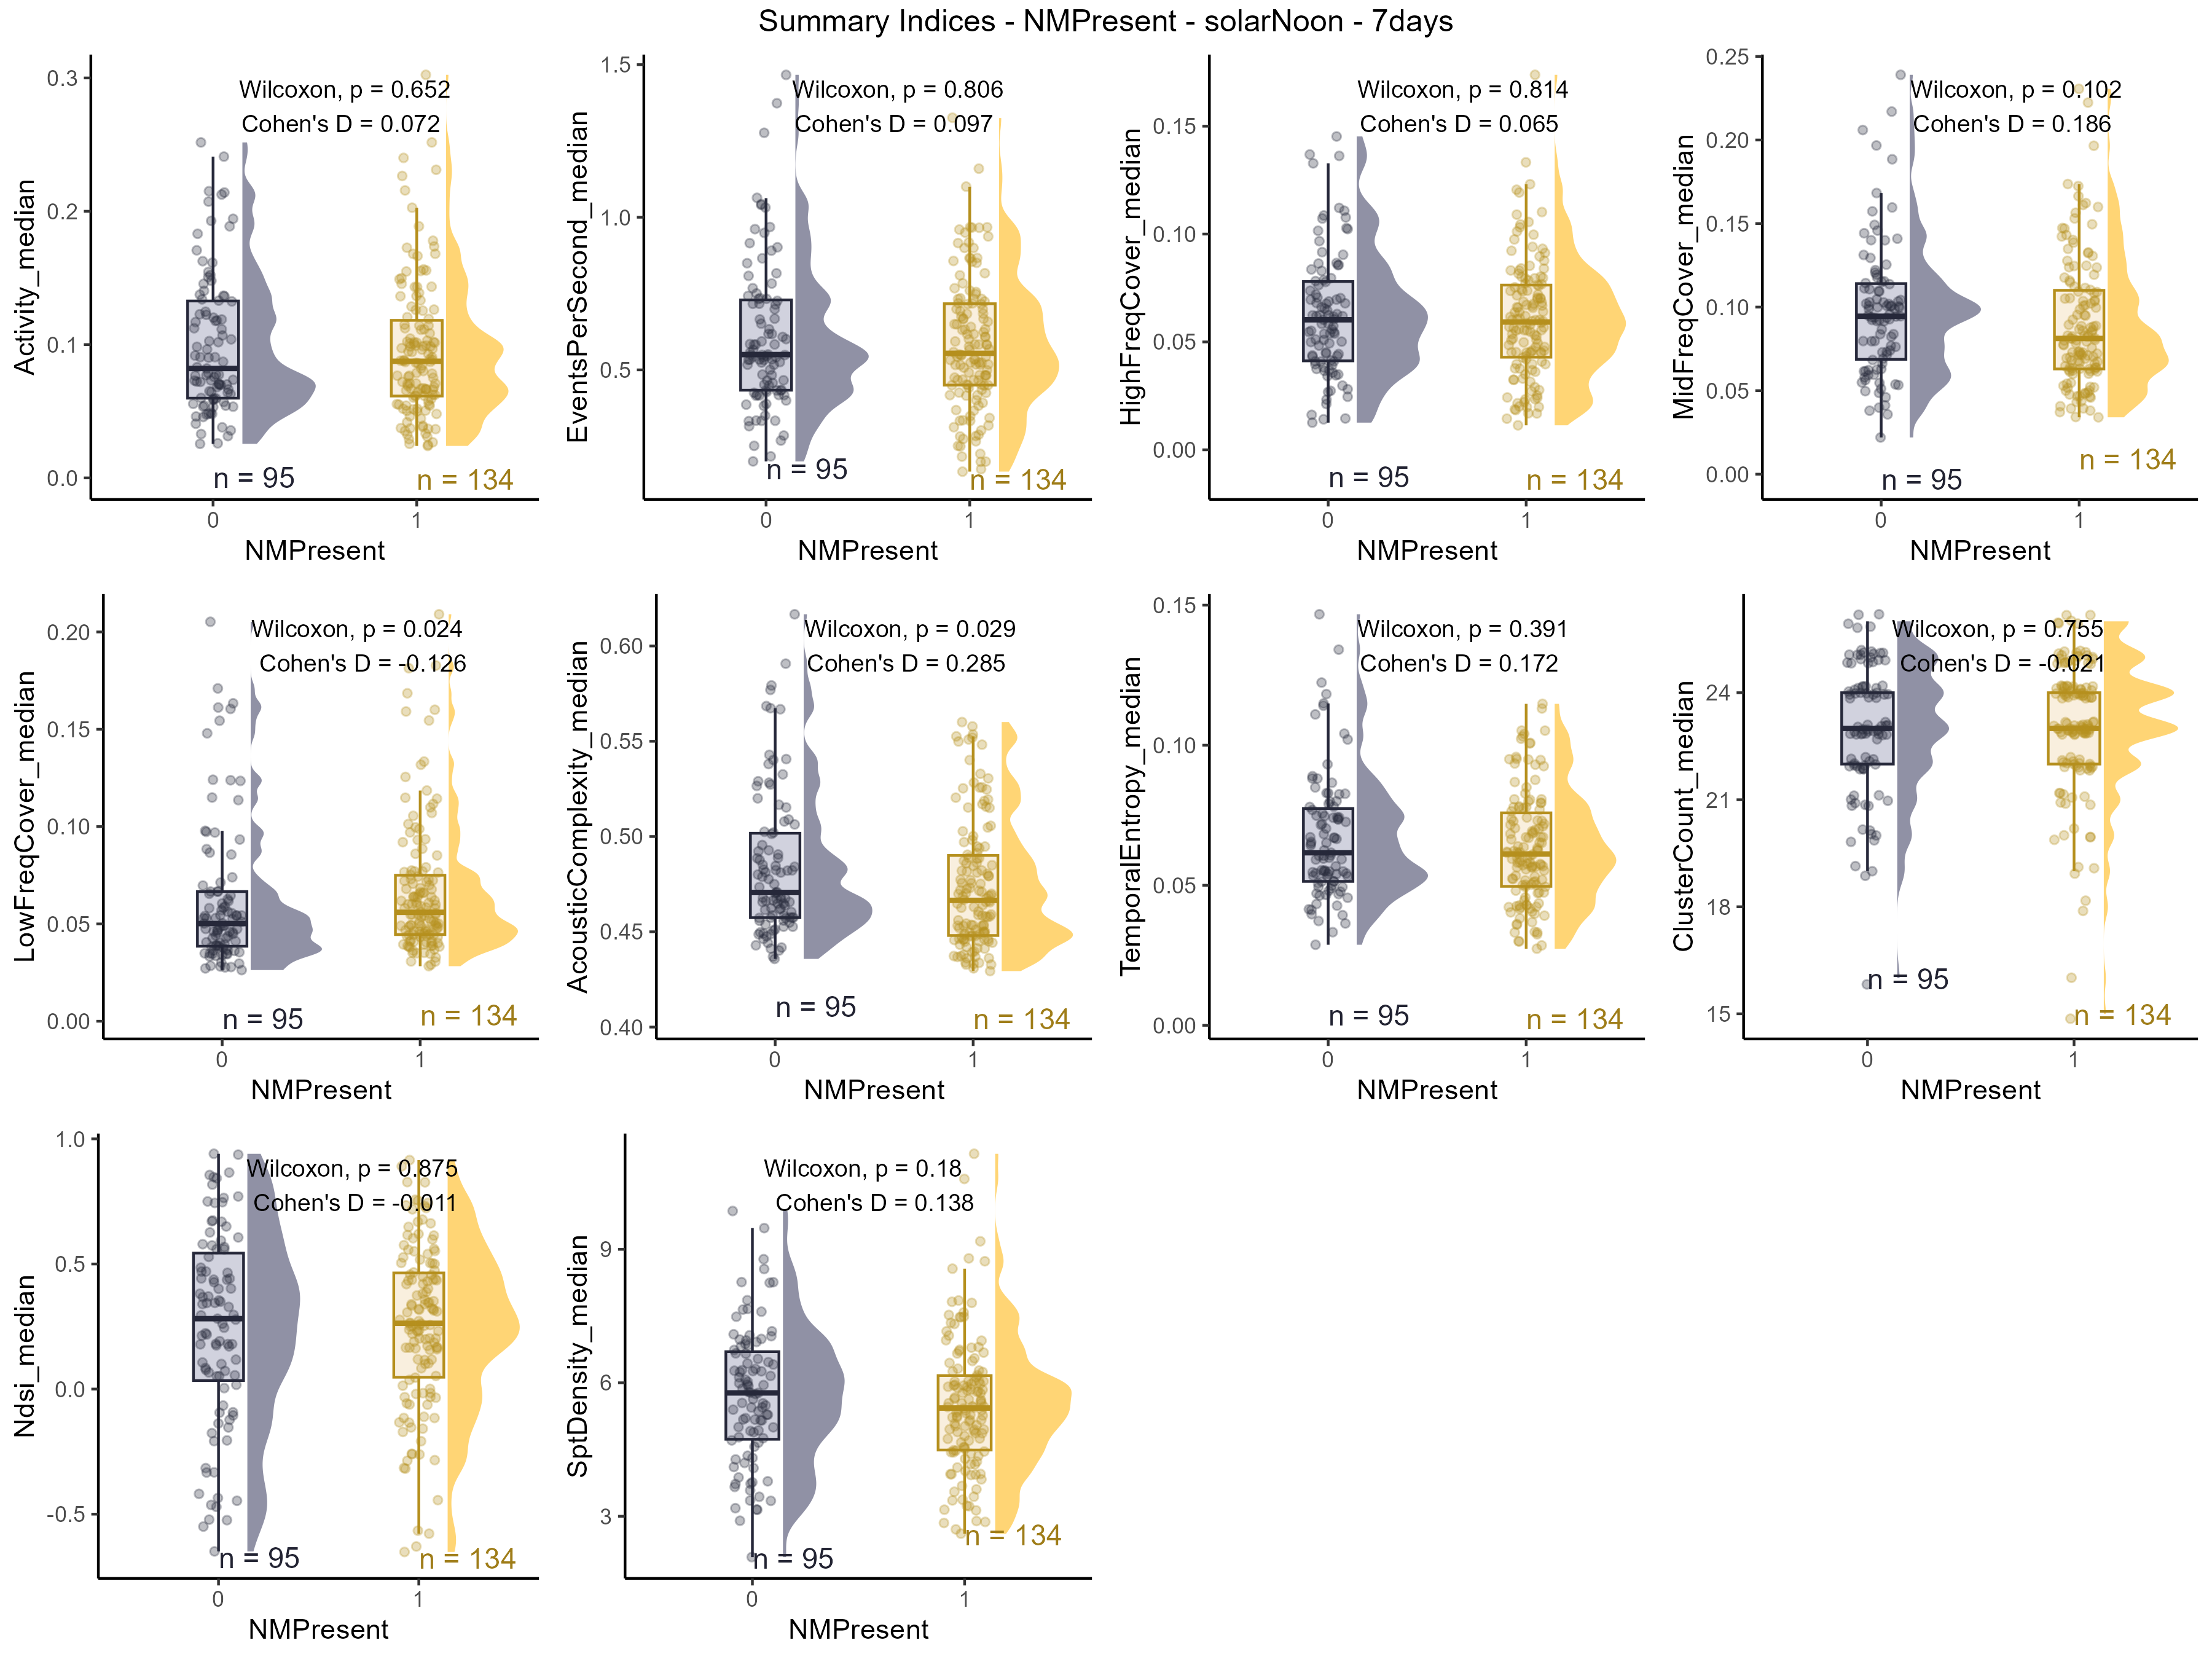 Summary Indices - NMPresent - solarNoon - 7days
Activity_median
0.3
0.2
0.1
0.0
Wilcoxon, p = 0.652
Cohen's D = 0.072
n = 95
n = 134
0
1
NMPresent
EventsPerSecond_median
1.5
1.0
0.5
Wilcoxon, p = 0.806
Cohen's D = 0.097
n = 95
n = 134
0
1
NMPresent
HighFreqCover_median
0.15
0.10
0.05
0.00
Wilcoxon, p = 0.814
Cohen's D = 0.065
n = 95
n = 134
0
1
NMPresent
MidFreqCover_median
0.25
0.20
0.15
0.10
0.05
0.00
Wilcoxon, p = 0.102
Cohen's D = 0.186
n = 95
n = 134
0
1
NMPresent
LowFreqCover_median
0.20
0.15
0.10
0.05
0.00
Wilcoxon, p = 0.024
Cohen's D = -0.126
n = 95
n = 134
0
1
NMPresent
AcousticComplexity_median
0.60
0.55
0.50
0.45
0.40
Wilcoxon, p = 0.029
Cohen's D = 0.285
n = 95
n = 134
0
1
NMPresent
TemporalEntropy_median
0.15
0.10
0.05
0.00
Wilcoxon, p = 0.391
Cohen's D = 0.172
n = 95
n = 134
0
1
NMPresent
ClusterCount_median
24
21
18
15
Wilcoxon, p = 0.755
Cohen's D = -0.021
n = 95
n = 134
0
1
NMPresent
Ndsi_median
1.0
0.5
0.0
-0.5
Wilcoxon, p = 0.875
Cohen's D = -0.011
n = 95
n = 134
0
1
NMPresent
SptDensity_median
9
6
3
Wilcoxon, p = 0.18
Cohen's D = 0.138
n = 95
n = 134
0
1
NMPresent